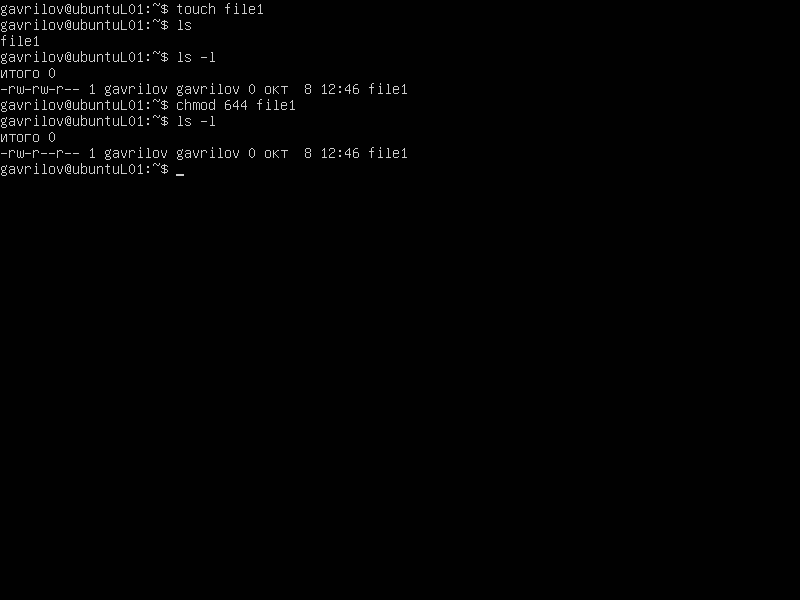 gavrilov@ubuntuL01:~$ touch file1
gavrilov@ubuntuL01:~$ ls
file1
gavrilov@ubuntuL01:~$ ls -l
итого 0
-rw-rw-r-- 1 gavrilov gavrilov 0 окт  8 12:46 file1
gavrilov@ubuntuL01:~$ chmod 644 file1
gavrilov@ubuntuL01:~$ ls -l
итого 0
-rw-r--r-- 1 gavrilov gavrilov 0 окт  8 12:46 file1
gavrilov@ubuntuL01:~$ _